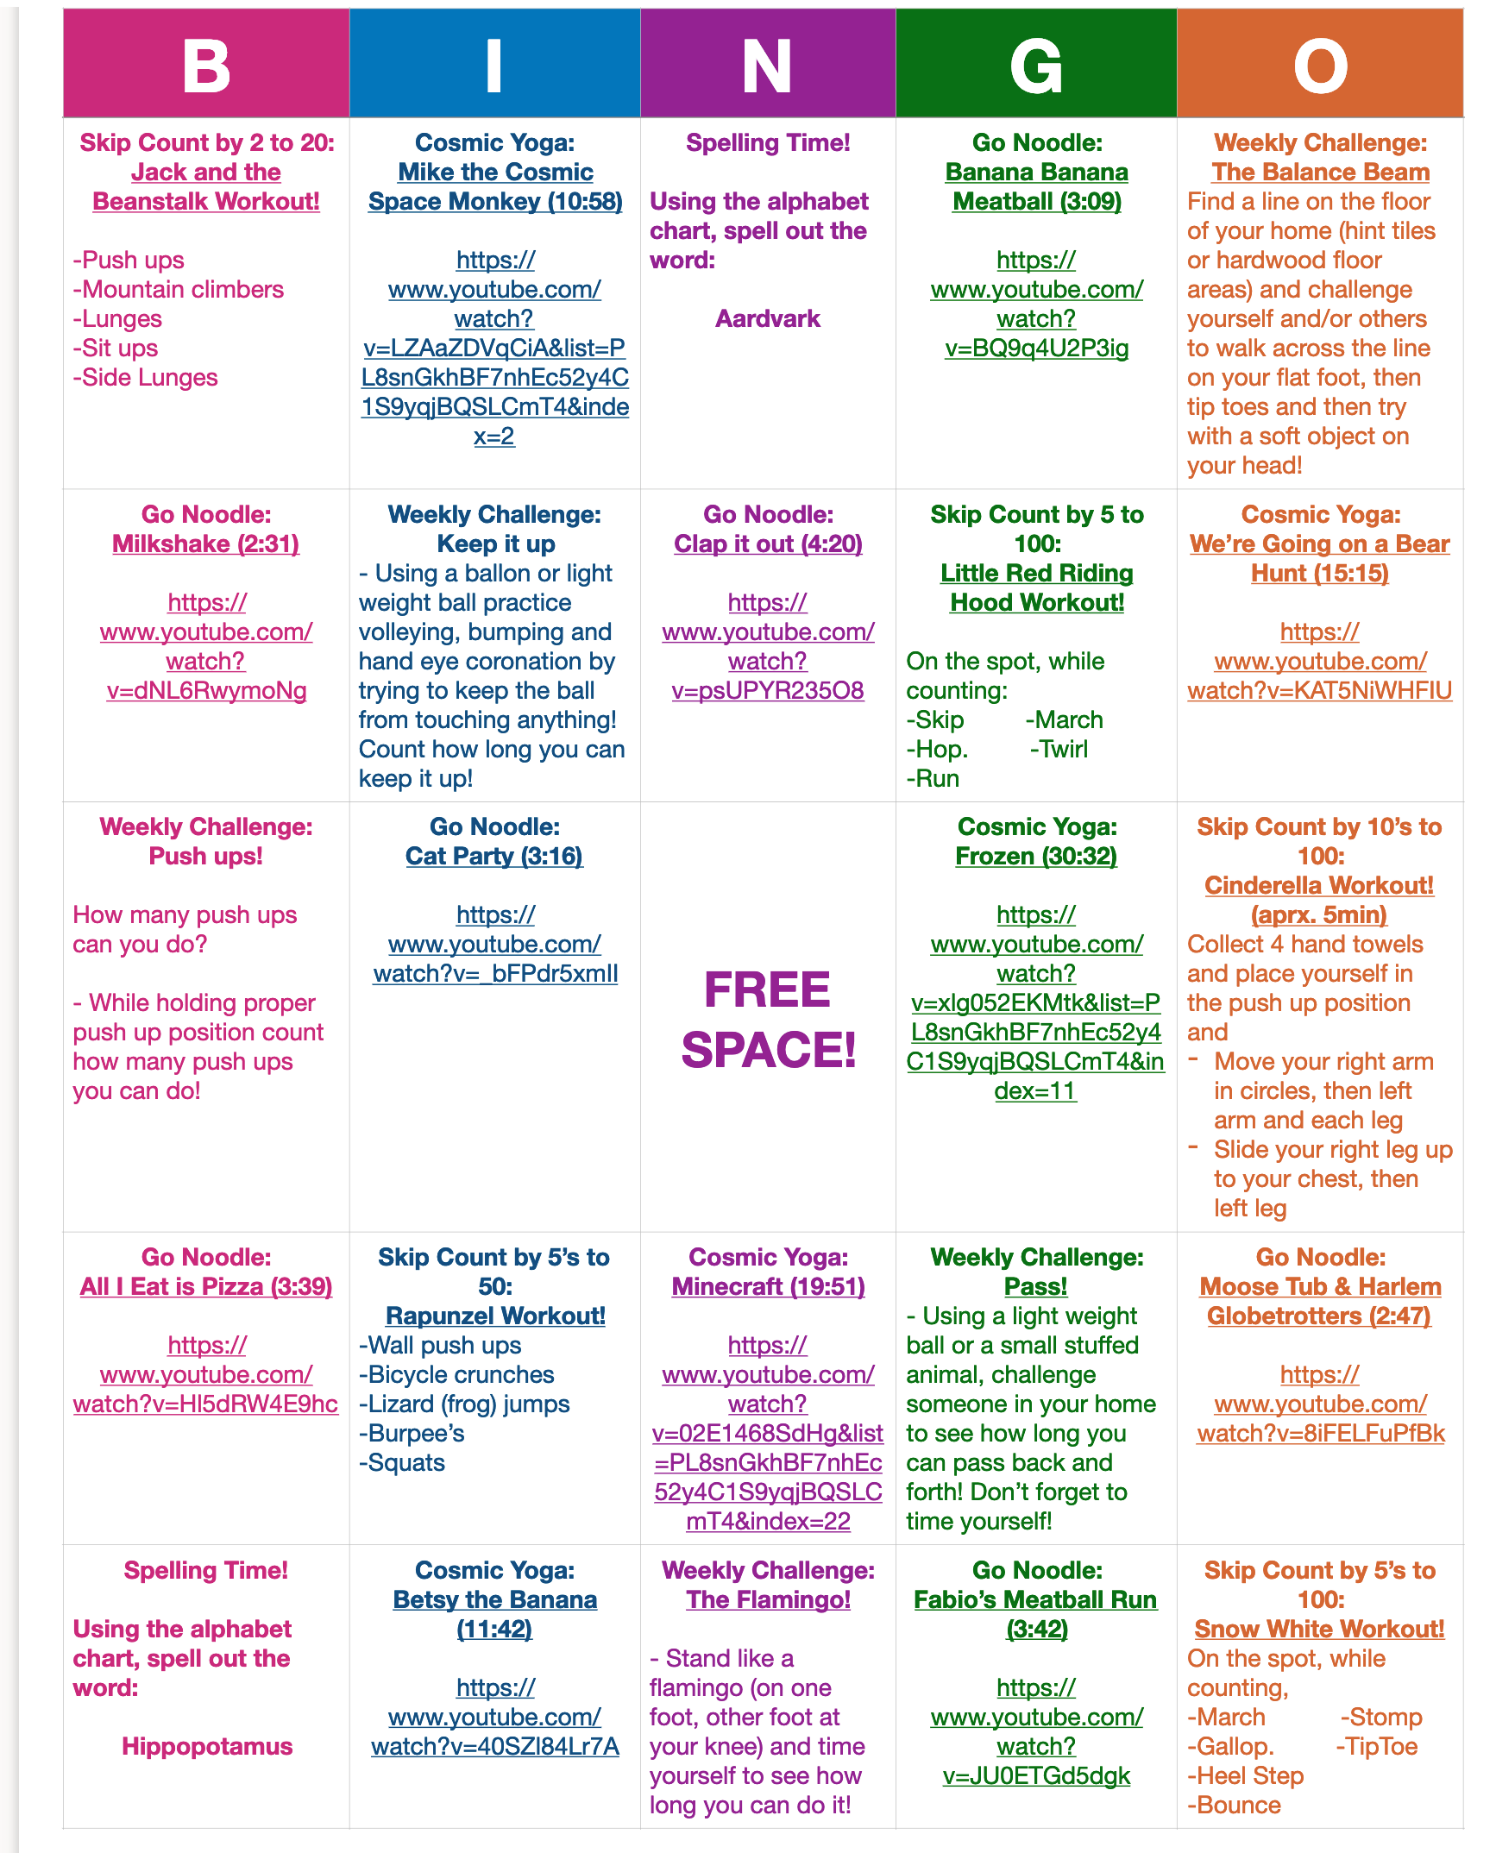 B
I
N
G
O
Skip Count by 2 to 20:
Jack and the
Beanstalk Workout!
-Push ups
-Mountain climbers
-Lunges
-Sit ups
-Side Lunges
Cosmic Yoga:
Mike the Cosmic
Space Monkey (10:58)
https://
www.youtube.com/
watch?
v=LZAaZDVqCiA&list=P
L8snGkhBF7nhEc52y4C
1S9yqjBQSLCmT4&inde
x=2
Spelling Time!
Using the alphabet
chart, spell out the
word:
Aardvark
Go Noodle:
Banana Banana
Meatball (3:09)
https://
www.youtube.com/
watch?
v=BQ9q4U2P3ig
Weekly Challenge:
The Balance Beam
Find a line on the floor
of your home (hint tiles
or hardwood floor
areas) and challenge
yourself and/or others
to walk across the line
on your flat foot, then
tip toes and then try
with a soft object on
your head!
Go Noodle:
Milkshake (2:31)
https://
www.youtube.com/
watch?
v=dNL6RwymoNg
Weekly Challenge:
Keep it up
- Using a ballon or light
weight ball practice
volleying, bumping and
hand eye coronation by
trying to keep the ball
from touching anything!
Count how long you can
keep it up!
Go Noodle:
Clap it out (4:20)
https://
www.youtube.com/
watch?
v=psUPYR235O8
Skip Count by 5 to
100:
Little Red Riding
Hood Workout!
On the spot, while
counting:
-Skip -March
-Hop. -Twirl
-Run
Cosmic Yoga:
We’re Going on a Bear
Hunt (15:15)
https://
www.youtube.com/
watch?v=KAT5NiWHFIU
Weekly Challenge:
Push ups!
How many push ups
can you do?
- While holding proper
push up position count
how many push ups
you can do!
Go Noodle:
Cat Party (3:16)
https://
www.youtube.com/
watch?v=_bFPdr5xmII
FREE
SPACE!
Cosmic Yoga:
Frozen (30:32)
https://
www.youtube.com/
watch?
v=xlg052EKMtk&list=P
L8snGkhBF7nhEc52y4
C1S9yqjBQSLCmT4&in
dex=11
Skip Count by 10’s to
100:
Cinderella Workout!
(aprx. 5min)
Collect 4 hand towels
and place yourself in
the push up position
and
- Move your right arm
in circles, then left
arm and each leg
- Slide your right leg up
to your chest, then
left leg
Go Noodle:
All I Eat is Pizza (3:39)
https://
www.youtube.com/
watch?v=HI5dRW4E9hc
Skip Count by 5’s to
50:
Rapunzel Workout!
-Wall push ups
-Bicycle crunches
-Lizard (frog) jumps
-Burpee’s
-Squats
Cosmic Yoga:
Minecraft (19:51)
https://
www.youtube.com/
watch?
v=02E1468SdHg&list
=PL8snGkhBF7nhEc
52y4C1S9yqjBQSLC
mT4&index=22
Weekly Challenge:
Pass!
- Using a light weight
ball or a small stuffed
animal, challenge
someone in your home
to see how long you
can pass back and
forth! Don’t forget to
time yourself!
Go Noodle:
Moose Tub & Harlem
Globetrotters (2:47)
https://
www.youtube.com/
watch?v=8iFELFuPfBk
Spelling Time!
Using the alphabet
chart, spell out the
word:
Hippopotamus
Cosmic Yoga:
Betsy the Banana
(11:42)
https://
www.youtube.com/
watch?v=40SZl84Lr7A
Weekly Challenge:
The Flamingo!
- Stand like a
flamingo (on one
foot, other foot at
your knee) and time
yourself to see how
long you can do it!
Go Noodle:
Fabio’s Meatball Run
(3:42)
https://
www.youtube.com/
watch?
v=JU0ETGd5dgk
Skip Count by 5’s to
100:
Snow White Workout!
On the spot, while
counting,
-March -Stomp
-Gallop. -TipToe
-Heel Step
-Bounce